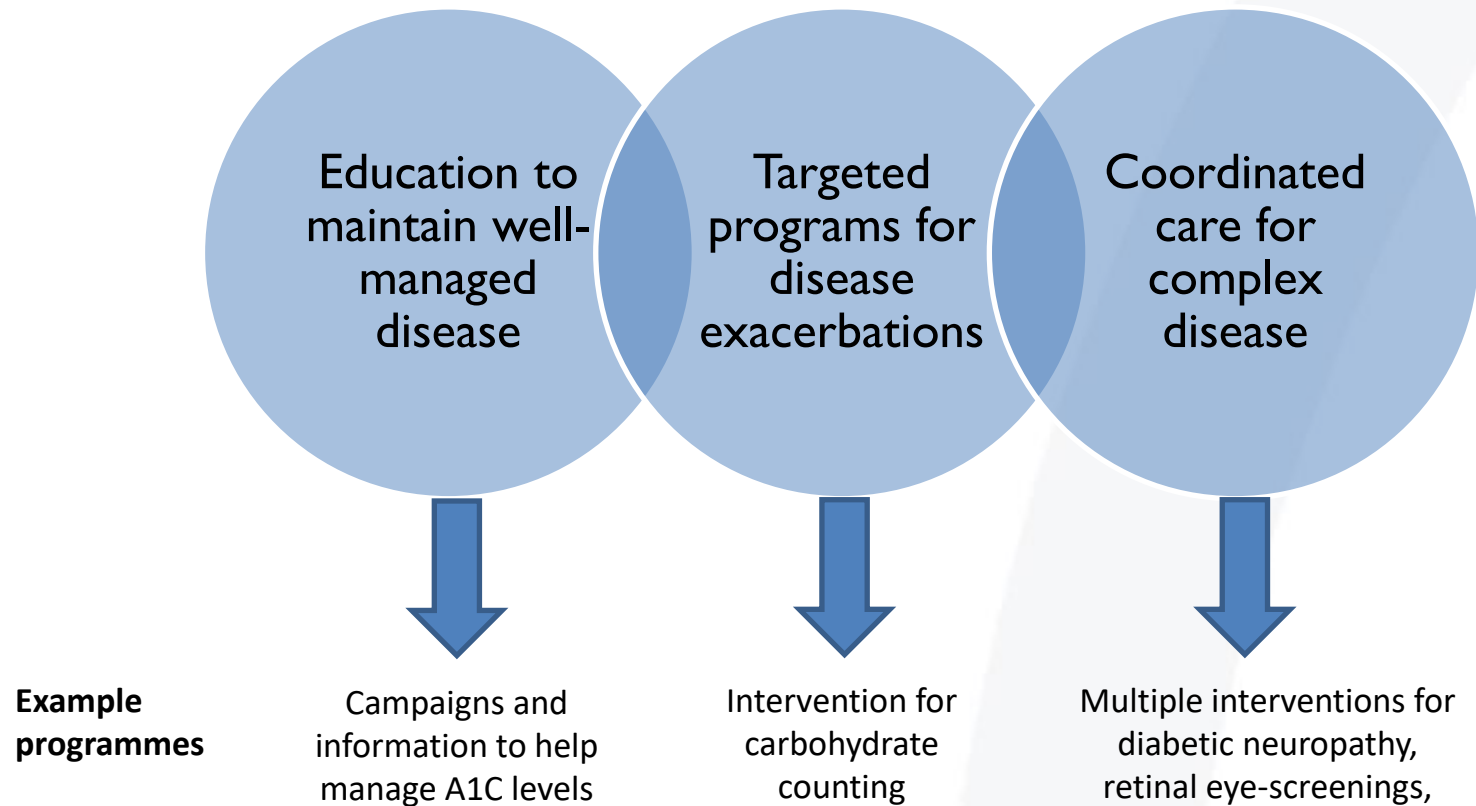 Education to
maintain well-
managed
disease
Targeted
programs for
disease
exacerbations
Coordinated
care for
complex
disease
Example
programmes
Campaigns and
information to help
manage A1C levels
Intervention for
carbohydrate
counting
Multiple interventions for
diabetic neuropathy,
retinal eye-screenings,